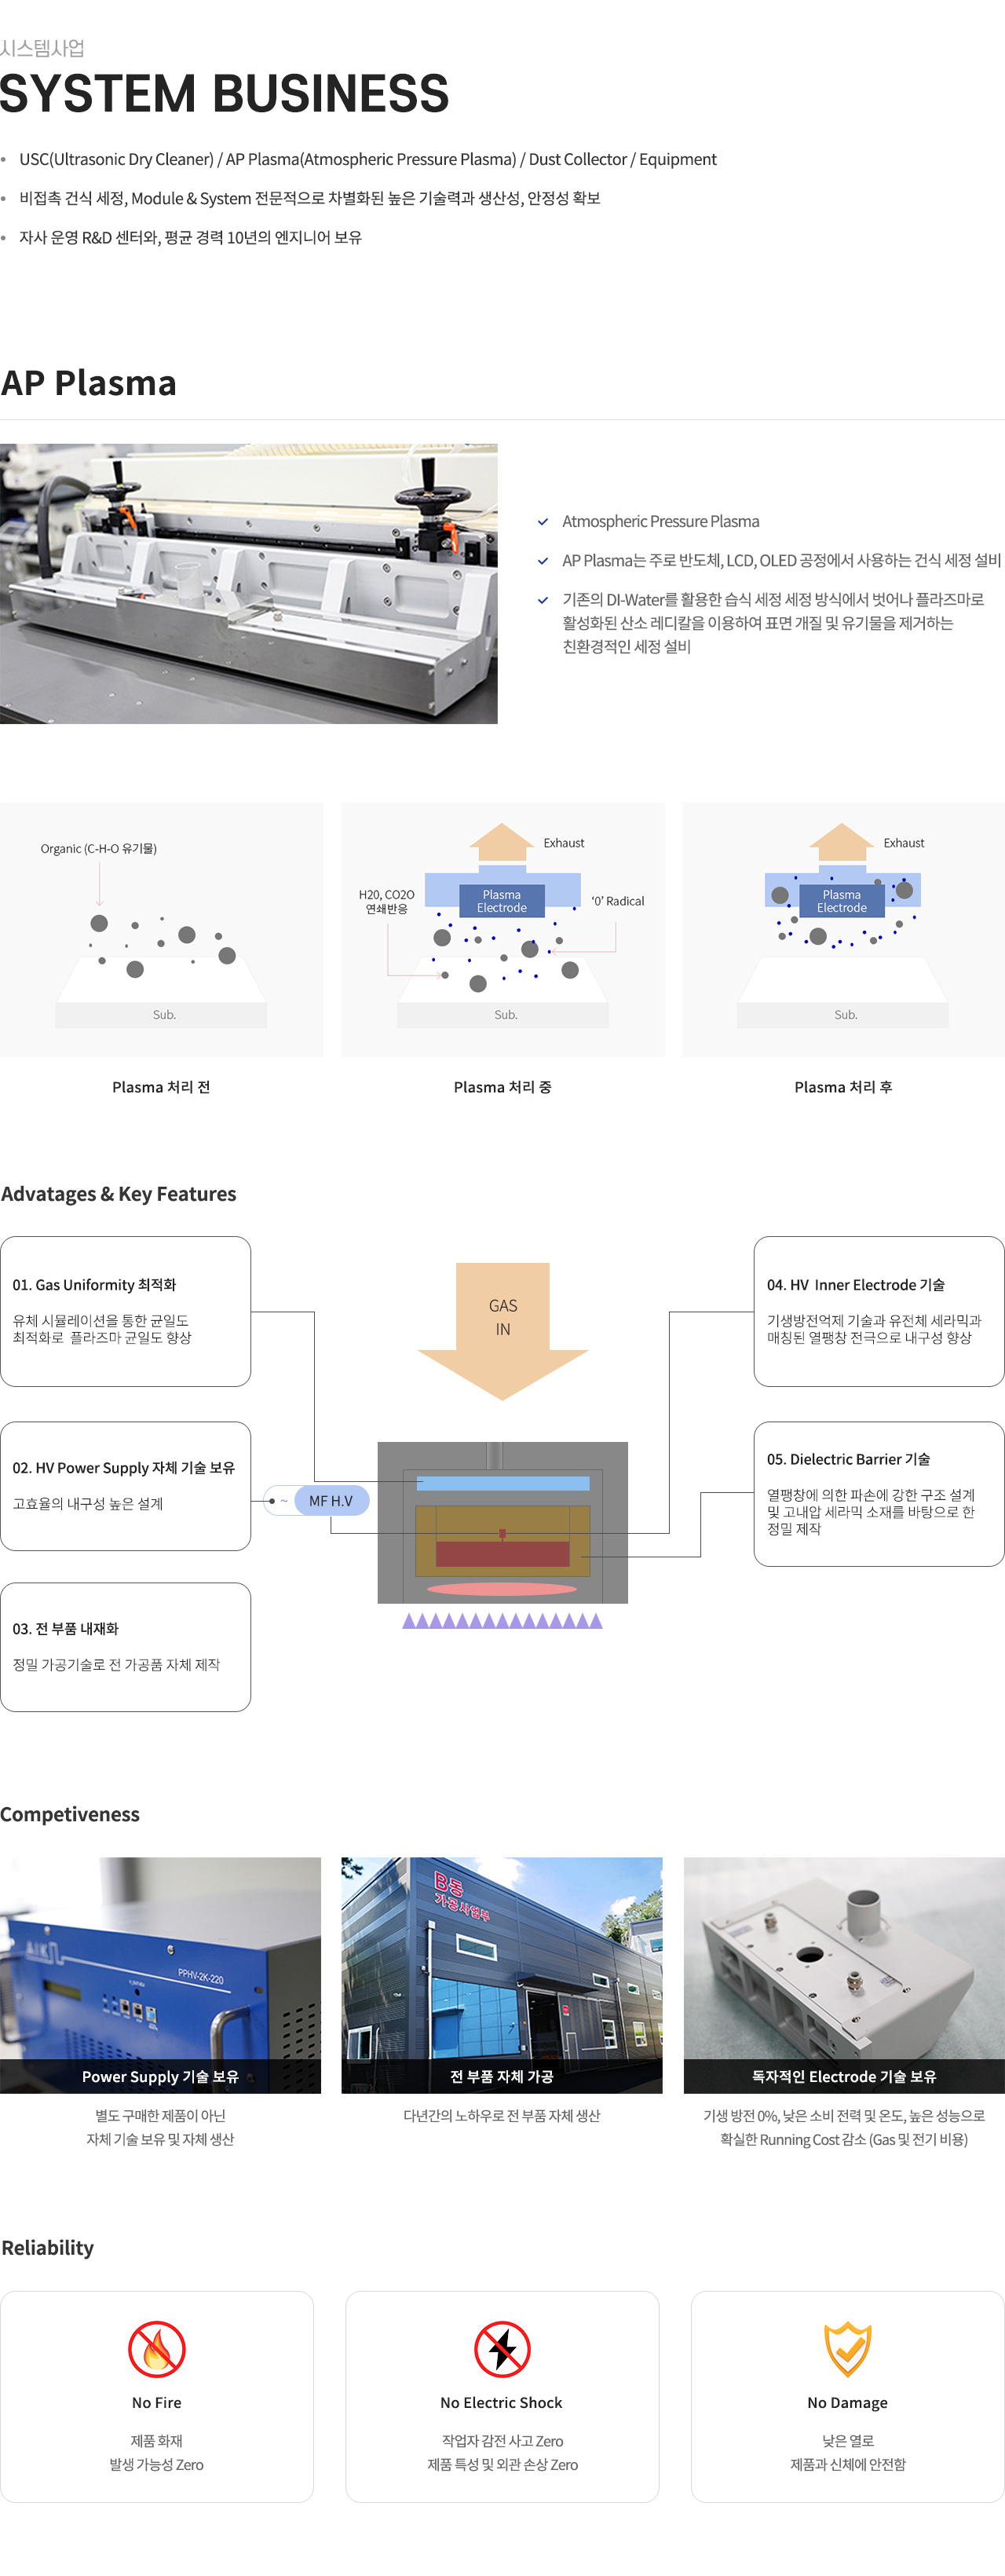 시스템사업
SYSTEM BUSINESS
USC(Ultrasonic Dry Cleaner) / AP Plasma(Atmospheric Pressure Plasma) / Dust Collector / Equipment
비접촉 건식 세정, Module & System 전문적으로 차별화된 높은 기술력과 생산성, 안정성 확보
자사 운영 R&D 센터와, 평균 경력 10년의 엔지니어 보유
AP Plasma
Atmospheric Pressure Plasma
AP Plasma는 주로 반도체, LCD, OLED 공정에서 사용하는 건식 세정 설비
기존의 DI-Water를 활용한 습식 세정 세정 방식에서 벗어나 플라즈마로
활성화된 산소 레디칼을 이용하여 표면 개질 및 유기물을 제거하는
친환경적인 세정 설비
Organic (C-H-O 유기물)
Sub.
Plasma 처리 전
Exhaust
H20, CO2O
연쇄반응
Plasma
Electrode
‘0’ Radical
Sub.
Plasma 처리 중
Exhaust
Plasma
Electrode
Sub.
Plasma 처리 후
Advatages & Key Features
01. Gas Uniformity 최적화
유체 시뮬레이션을 통한 균일도
최적화로 플라즈마 균일도 향상
02. HV Power Supply 자체 기술 보유
고효율의 내구성 높은 설계
03. 전 부품 내재화
정밀 가공기술로 전 가공품 자체 제작
GAS
IN
~
MF H.V
04. HV Inner Electrode 기술
기생방전억제 기술과 유전체 세라믹과
매칭된 열팽창 전극으로 내구성 향상
05. Dielectric Barrier 기술
열팽창에 의한 파손에 강한 구조 설계
및 고내압 세라믹 소재를 바탕으로 한
정밀 제작
Competiveness
PPHV-2K-220
Power Supply 기술 보유
별도 구매한 제품이 아닌
자체 기술 보유 및 자체 생산
B동
가공사업부
전 부품 자체 가공
다년간의 노하우로 전 부품 자체 생산
독자적인 Electrode 기술 보유
기생 방전 0%, 낮은 소비 전력 및 온도, 높은 성능으로
확실한 Running Cost 감소 (Gas 및 전기 비용)
Reliability
No Fire
제품 화재
발생 가능성 Zero
No Electric Shock
작업자 감전 사고 Zero
제품 특성 및 외관 손상 Zero
No Damage
낮은 열로
제품과 신체에 안전함